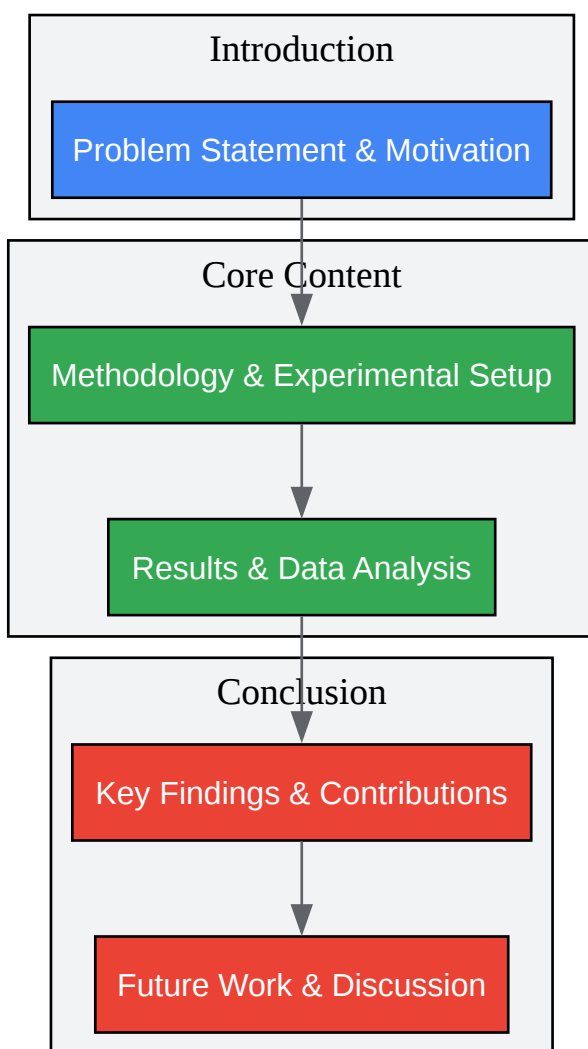 Introduction
Problem Statement & Motivation
Core Content
Methodology & Experimental Setup
Results & Data Analysis
Conclusion
Key Findings & Contributions
Future Work & Discussion